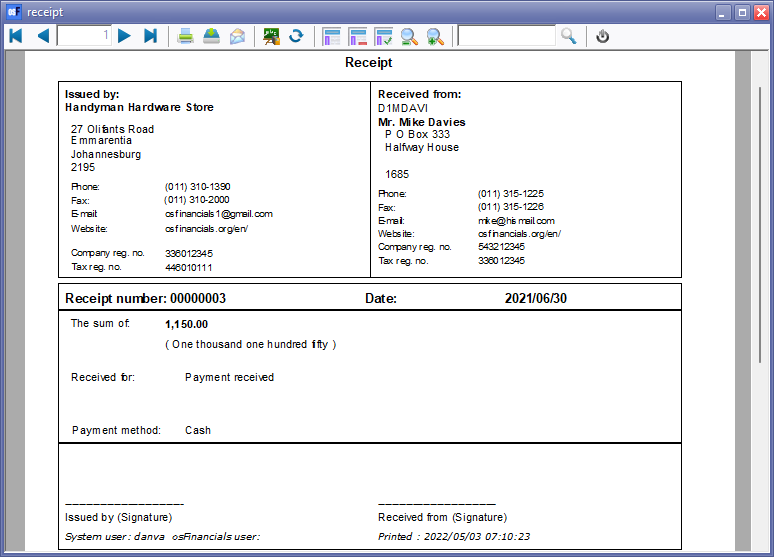 receipt
1
Receipt
Issued by:
Handyman Hardware Store
27 Olifants Road
Emmarentia
Johannesburg
2195
Phone: (011) 310-1390
Fax: (011) 310-2000
E-mail: osfinancials1@gmail.com
Website: osfinancials.org/en/
Company reg. no. 336012345
Tax reg. no. 446010111
Received from:
D1MDAVI
Mr. Mike Davies
P O Box 333
Halfway House
1685
Phone: (011) 315-1225
Fax: (011) 315-1226
E-mail: mike@hismail.com
Website: osfinancials.org/en/
Company reg. no. 543212345
Tax reg. no. 336012345
Receipt number: 00000003 Date: 2021/06/30
The sum of: 1,150.00
( One thousand one hundred fifty )
Received for: Payment received
Payment method: Cash
Issued by (Signature) Received from (Signature)
System user: danva osFinancials user: Printed : 2022/05/03 07:10:23